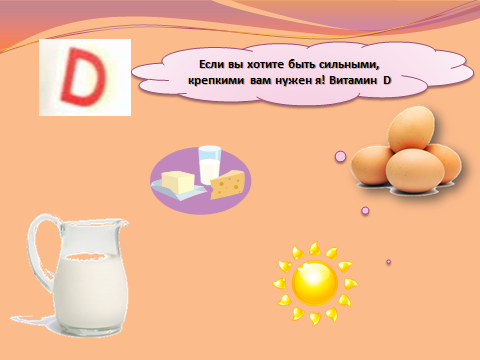 D
Если вы хотите быть сильными,
крепкими вам нужен я! Витамин D